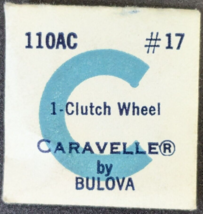 110AC #17
C
1-Clutch Wheel
CARAVELLE®
by
BULOVA